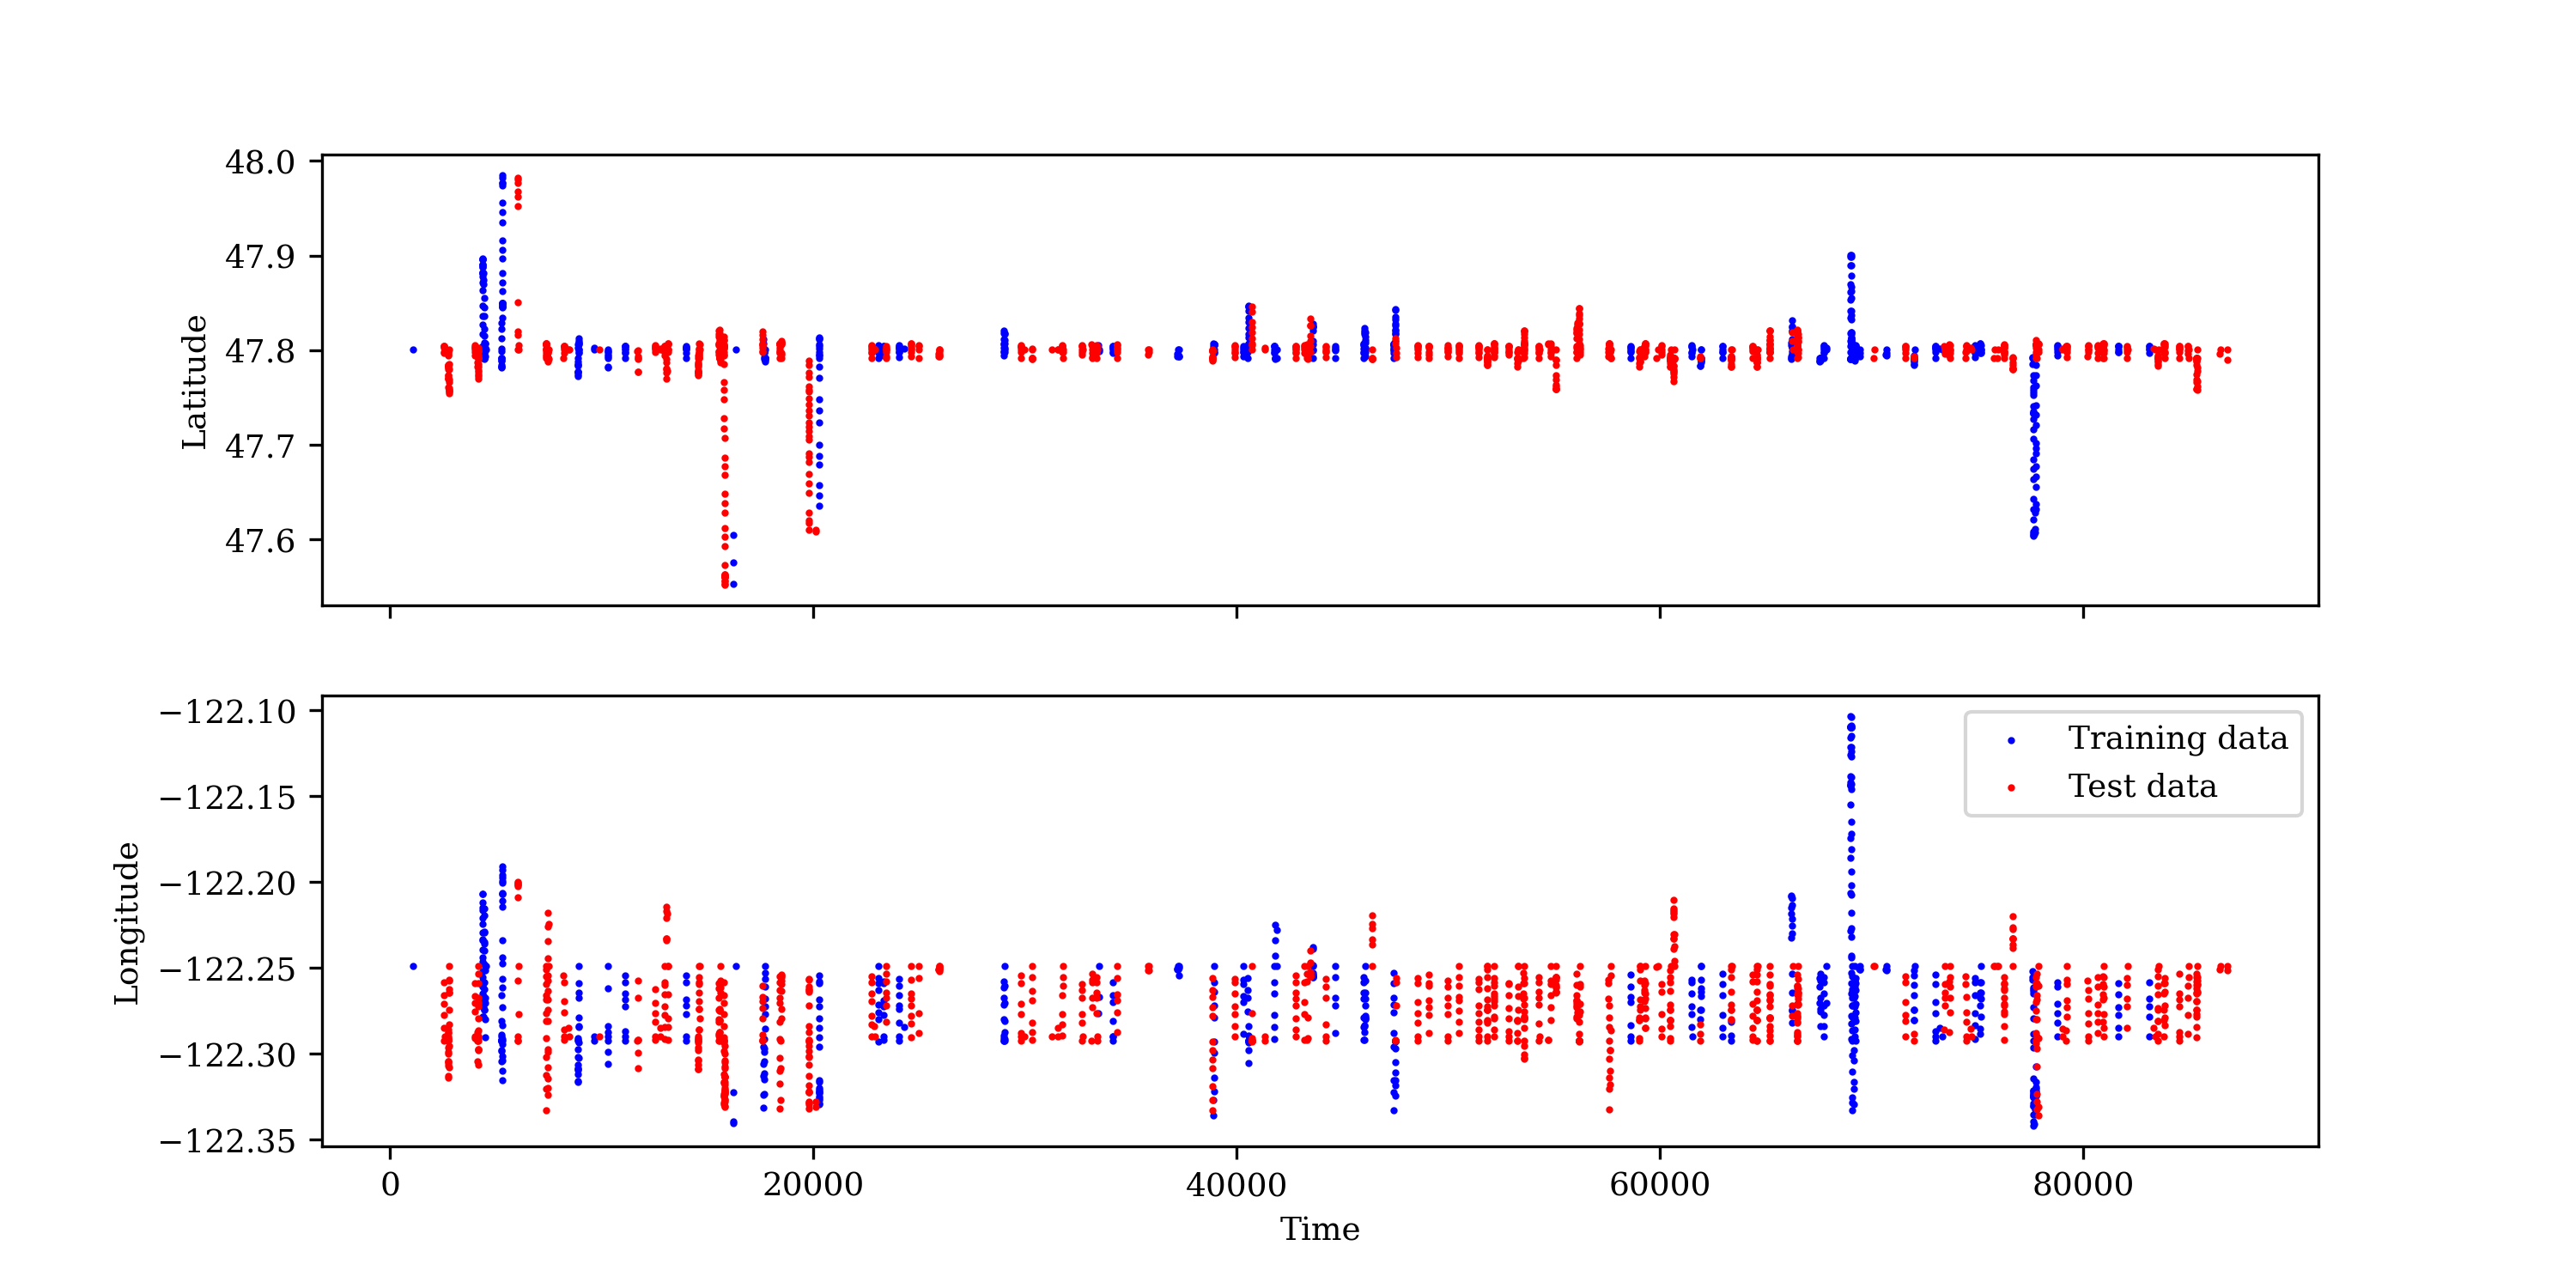 48.0
47.9
47.8
47.7
47.6
Latitude
−122.10
−122.15
−122.20
−122.25
−122.30
−122.35
Longitude
Training data
Test data
0 20000 40000 60000 80000
Time